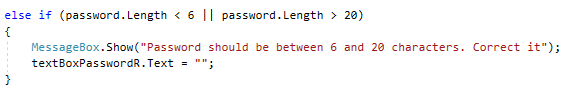 else if (password.Length < 6 || password.Length > 20)
{
MessageBox.Show("Password should be between 6 and 20 characters. Correct it");
textBoxPasswordR.Text = "";
}